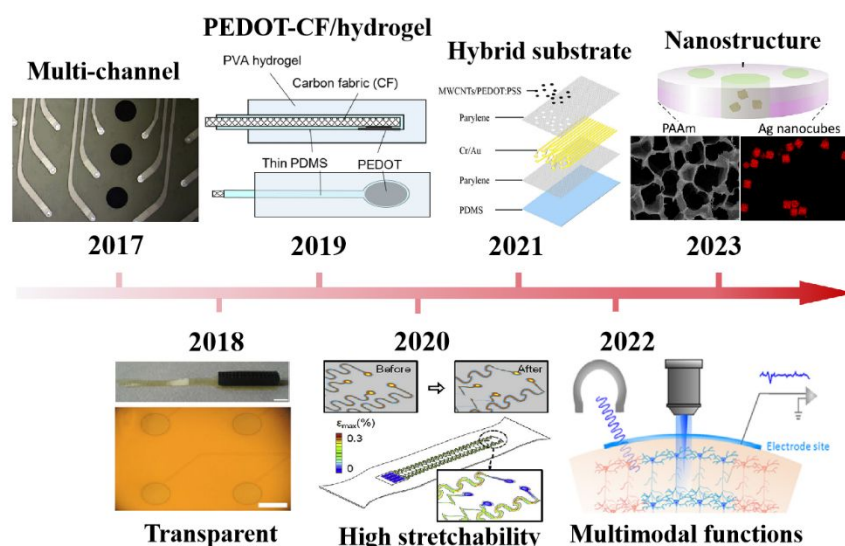 Multi-channel
PEDOT-CF/hydrogel
PVA hydrogel
Carbon fabric (CF)
Thin PDMS
PEDOT
Hybrid substrate
MWCNTs/PEDOT:PSS
Parylene
Cr/Au
Parylene
PDMS
Nanostructure
PAAm
Ag nanocubes
2017
2019
2021
2023
2018
2020
2022
Transparent
Before
After
εmax(%)
0.3
0
High stretchability
Electrode site
Multimodal functions